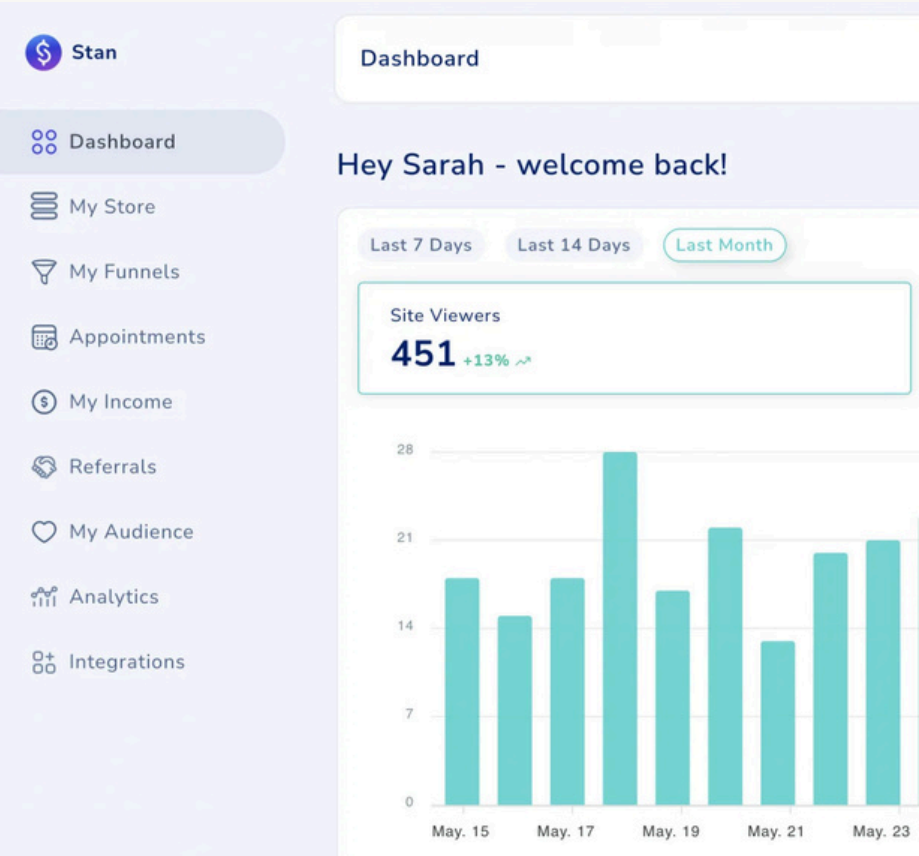 Stan
Dashboard
My Store
My Funnels
Appointments
My Income
Referrals
My Audience
Analytics
Integrations
Dashboard
Hey Sarah - welcome back!
Last 7 Days
Last 14 Days
Last Month
Site Viewers
451 +13%
28
21
14
7
0
May. 15
May. 17
May. 19
May. 21
May. 23